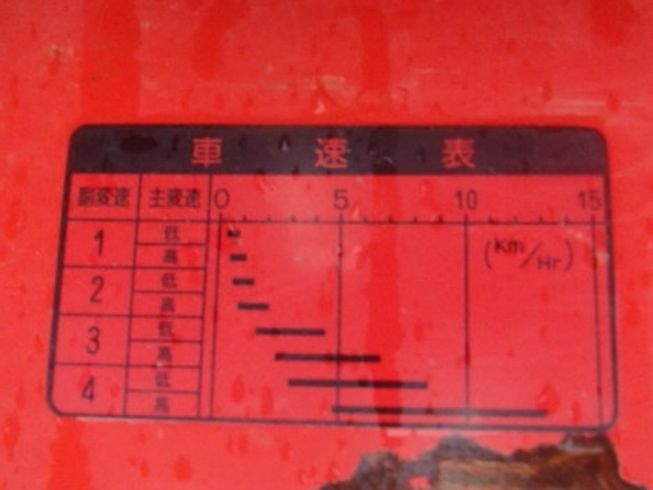 車速表
副変速 主変速 0 5 10 15
(Km/Hr)
1 低
高
2 低
高
3 低
高
4 低
高